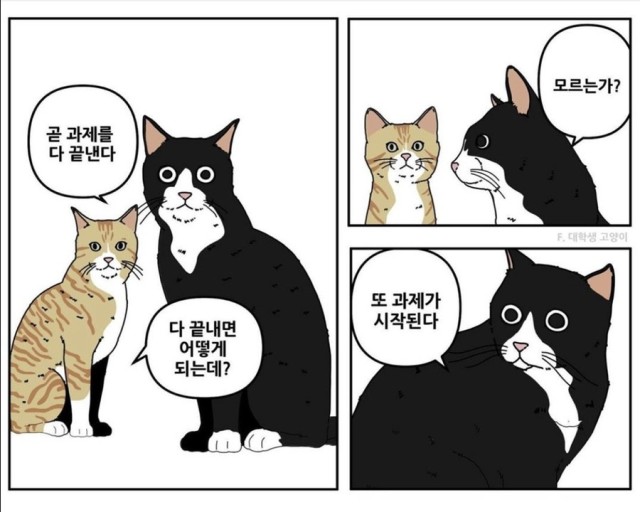 곧 과제를
다 끝낸다
다 끝내면
어떻게
되는데?
모르는가?
F. 대학생 고양이
또 과제가
시작된다